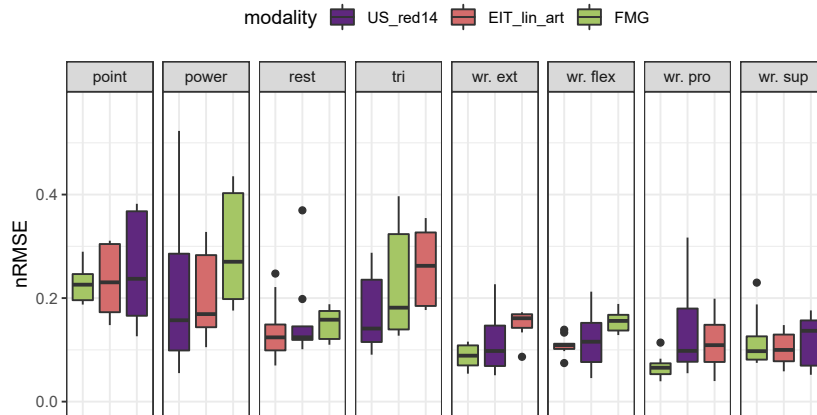 modality US_red14 EIT_lin_art FMG
point power rest tri wr. ext wr. flex wr. pro wr. sup
nRMSE
0.4
0.2
0.0